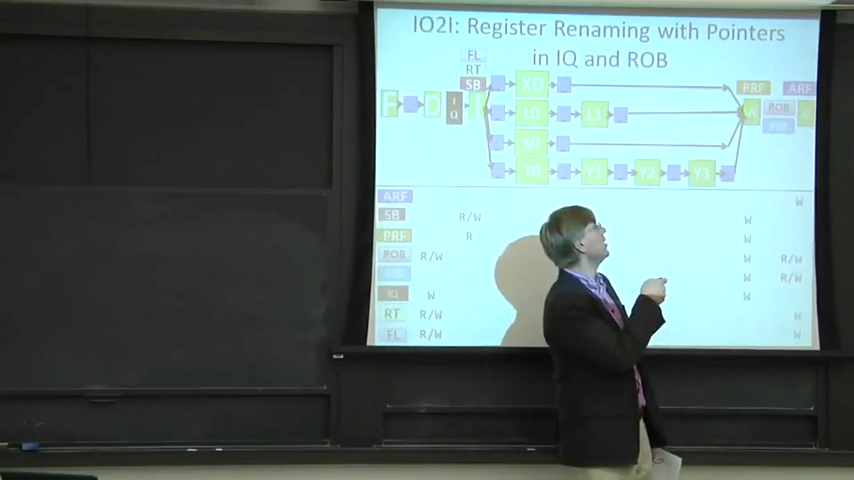 IO2I: Register Renaming with Pointers
in IQ and ROB
FL
RT
SB
X0
PRF
ARF
F
D
I
Q
I
L0
L1
W
ROB
C
S0
Y0
Y1
Y2
Y3
ARF W
SB R/W W
PRF R W
ROB R/W W R/W
W R/W
IQ W W
RT R/W W
FL R/W W